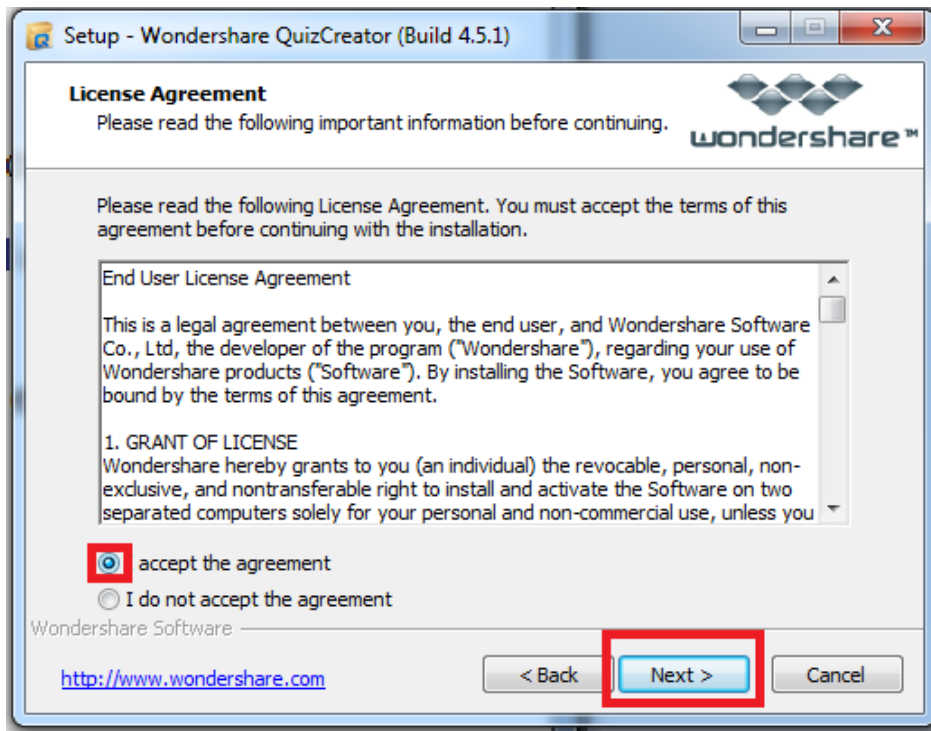 Setup - Wondershare QuizCreator (Build 4.5.1)
License Agreement
Please read the following important information before continuing.
wondershare™
Please read the following License Agreement. You must accept the terms of this
agreement before continuing with the installation.
End User License Agreement
This is a legal agreement between you, the end user, and Wondershare Software
Co., Ltd, the developer of the program ("Wondershare"), regarding your use of
Wondershare products ("Software"). By installing the Software, you agree to be
bound by the terms of this agreement.
1. GRANT OF LICENSE
Wondershare hereby grants to you (an individual) the revocable, personal, non-
exclusive, and nontransferable right to install and activate the Software on two
separated computers solely for your personal and non-commercial use, unless you
accept the agreement
I do not accept the agreement
Wondershare Software
http://www.wondershare.com
< Back
Next >
Cancel